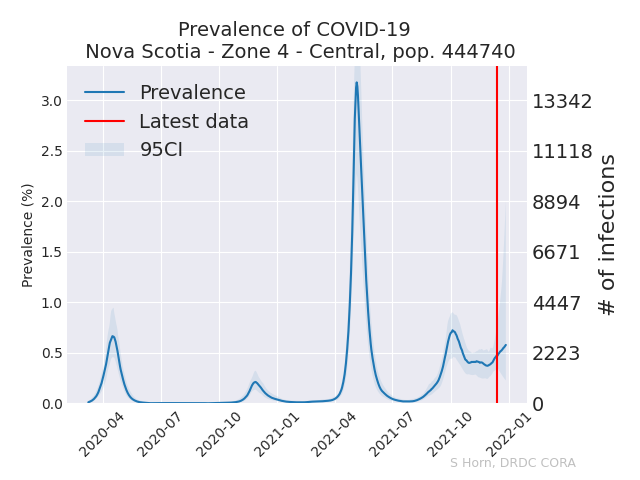 Prevalence of COVID-19
Nova Scotia - Zone 4 - Central, pop. 444740
Prevalence
Latest data
95CI
Prevalence (%)
3.0
2.5
2.0
1.5
1.0
0.5
0.0
13342
11118
8894
6671
4447
2223
0
# of infections
2020-04
2020-07
2020-10
2021-01
2021-04
2021-07
2021-10
2022-01
S Horn, DRDC CORA